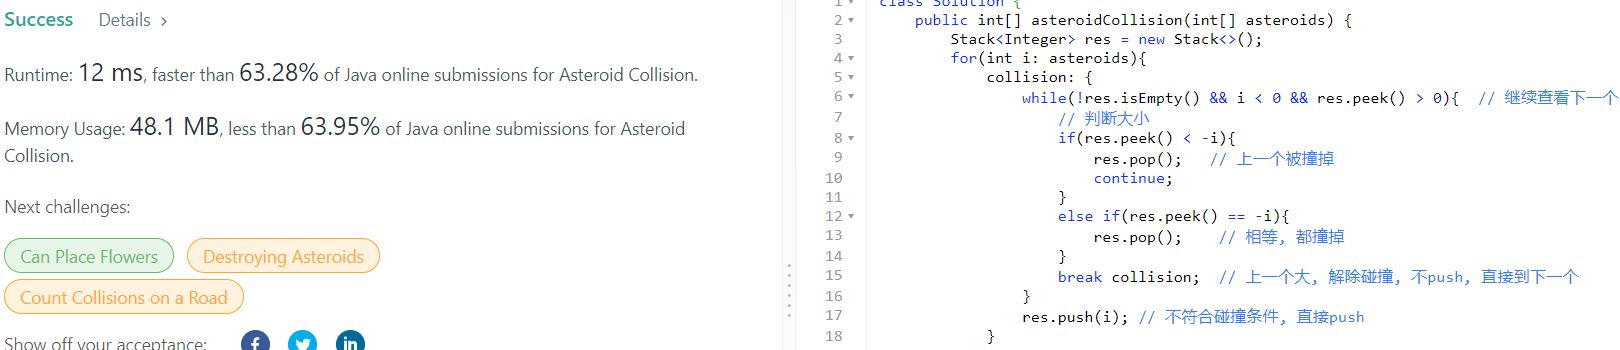 Success Details >
Runtime: 12 ms, faster than 63.28% of Java online submissions for Asteroid Collision.
Memory Usage: 48.1 MB, less than 63.95% of Java online submissions for Asteroid
Collision.
Next challenges:
Can Place Flowers
Destroying Asteroids
Count Collisions on a Road
Show off your acceptance:
1 class Solution {
2 public int[] asteroidCollision(int[] asteroids) {
3 Stack<Integer> res = new Stack<>();
4 for(int i: asteroids){
5 collision: {
6 while(!res.isEmpty() && i < 0 && res.peek() > 0){ // 继续查看下一个
7 // 判断大小
8 if(res.peek() < -i){
9 res.pop(); // 上一个被撞掉
10 continue;
11 }
12 else if(res.peek() == -i){
13 res.pop(); // 相等, 都撞掉
14 }
15 break collision; // 上一个大, 解除碰撞, 不push, 直接到下一个
16 }
17 res.push(i); // 不符合碰撞条件, 直接push
18 }